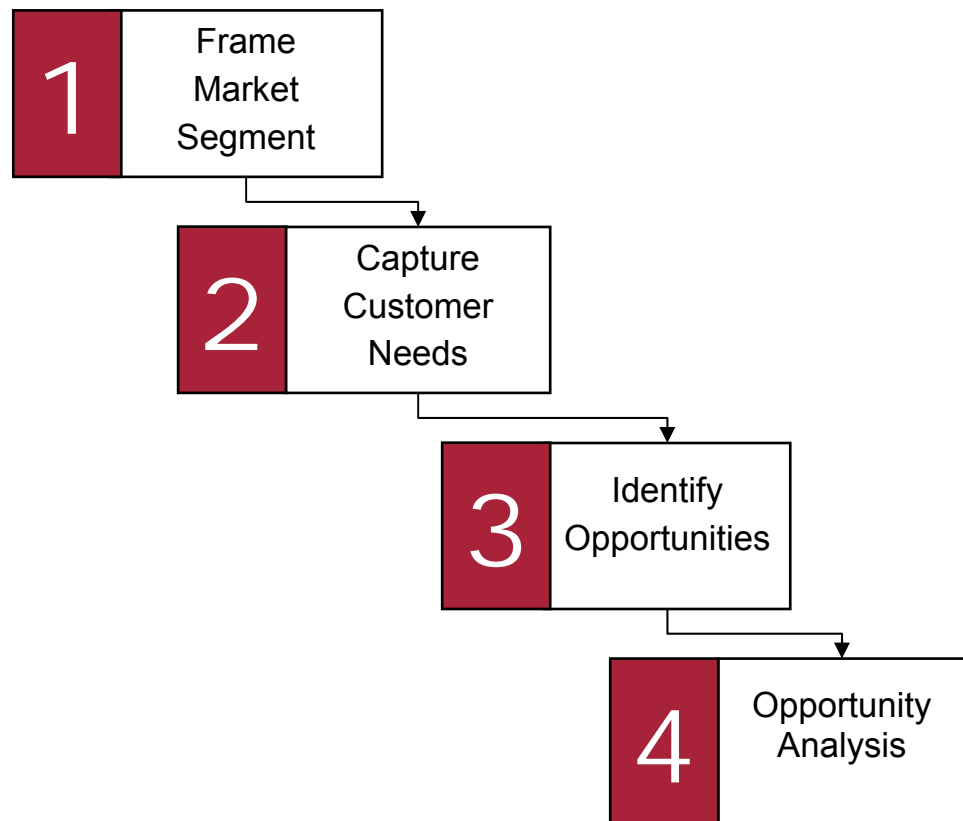 1
Frame
Market
Segment
2
Capture
Customer
Needs
3
Identify
Opportunities
4
Opportunity
Analysis